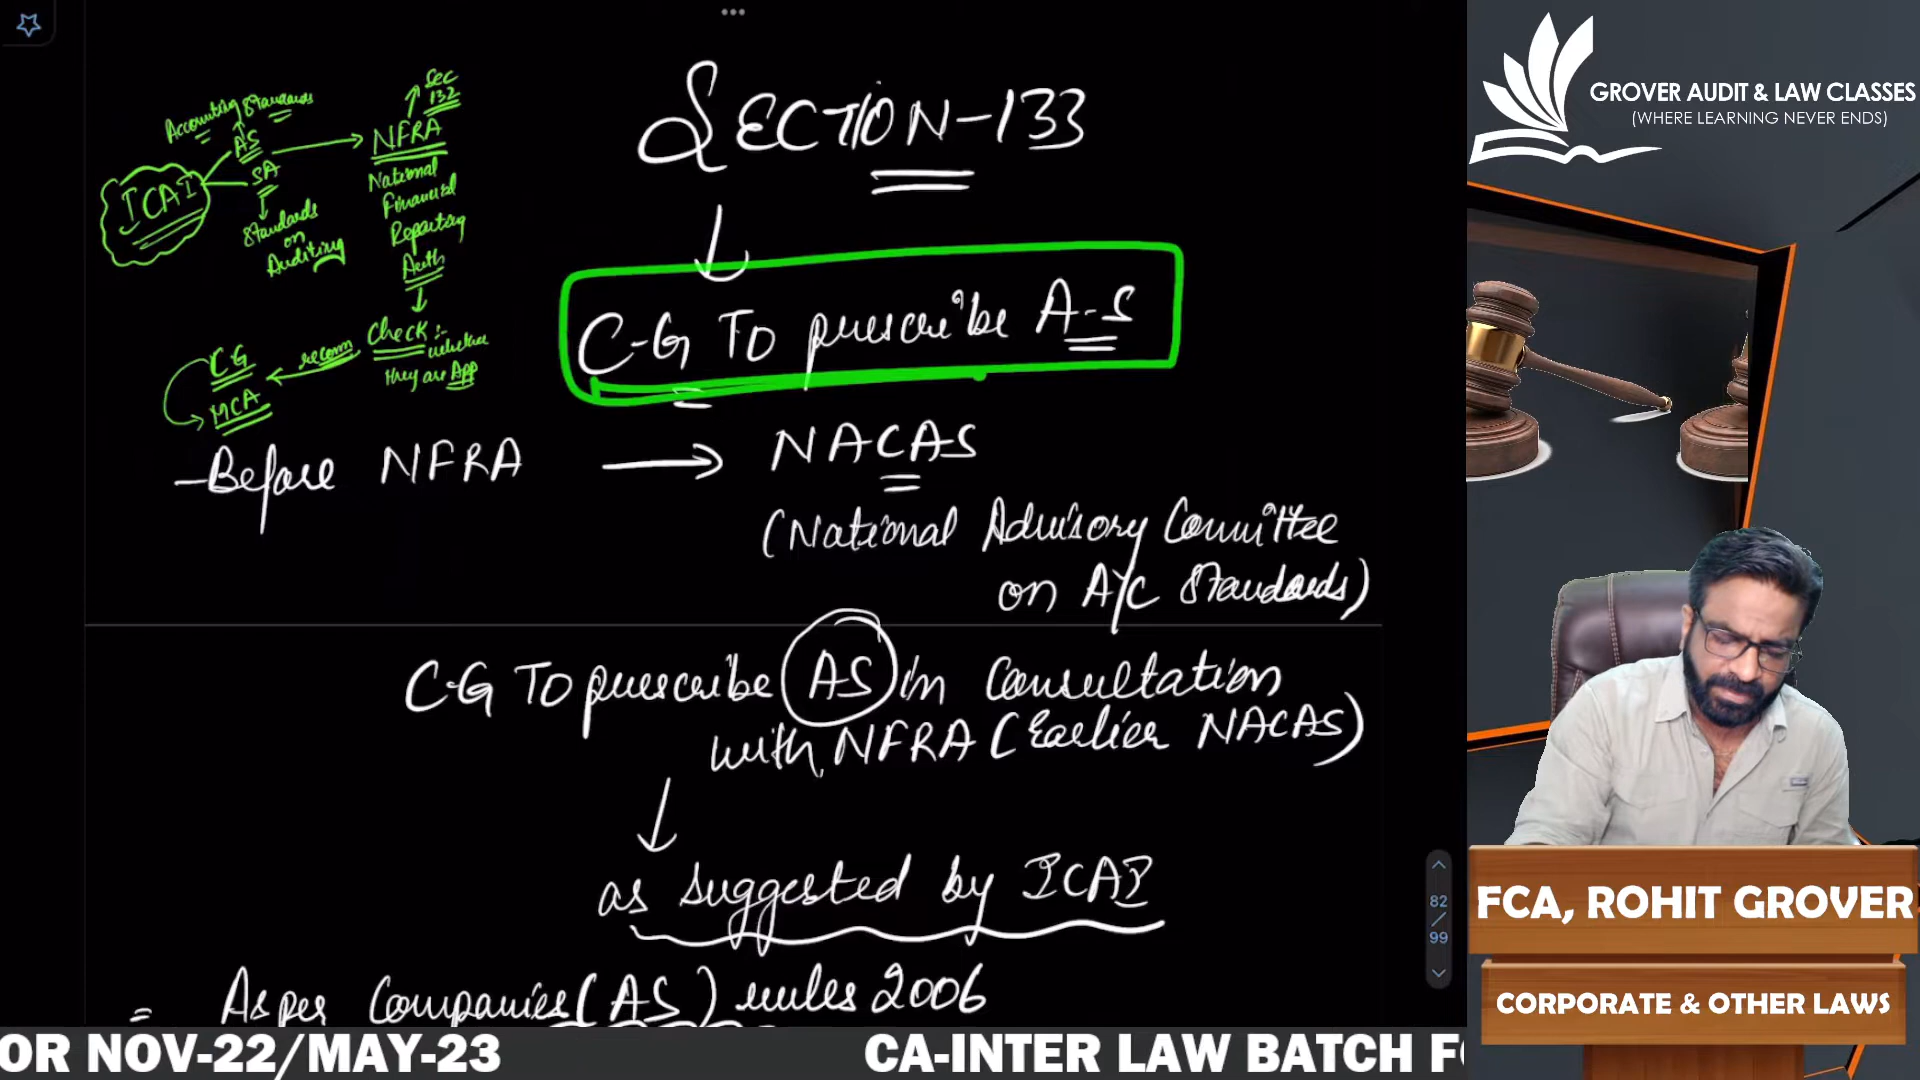 SECTION-133
Accounting Standards
AS
SA
ICAI
Standards
on
Auditing
Sec
132
NFRA
National
Financial
Reporting
Auth
Check :-
whether
they are App
recomm
CG
MCA
C-G To prescribe A-S
-Before NFRA → NACAS
(National Advisory Committee
on A/C Standards)
C-G To prescribe AS in Consultation
with NFRA (Earlier NACAS)
as suggested by ICAI
= As per Companies (AS) rules 2006
82
/
99
GROVER AUDIT & LAW CLASSES
(WHERE LEARNING NEVER ENDS)
FCA, ROHIT GROVER
CORPORATE & OTHER LAWS
OR NOV-22/MAY-23 CA-INTER LAW BATCH F